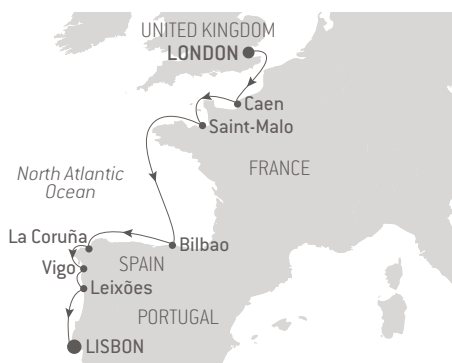 UNITED KINGDOM
LONDON
Caen
Saint-Malo
FRANCE
North Atlantic
Ocean
La Coruña
Bilbao
Vigo
SPAIN
Leixões
PORTUGAL
LISBON